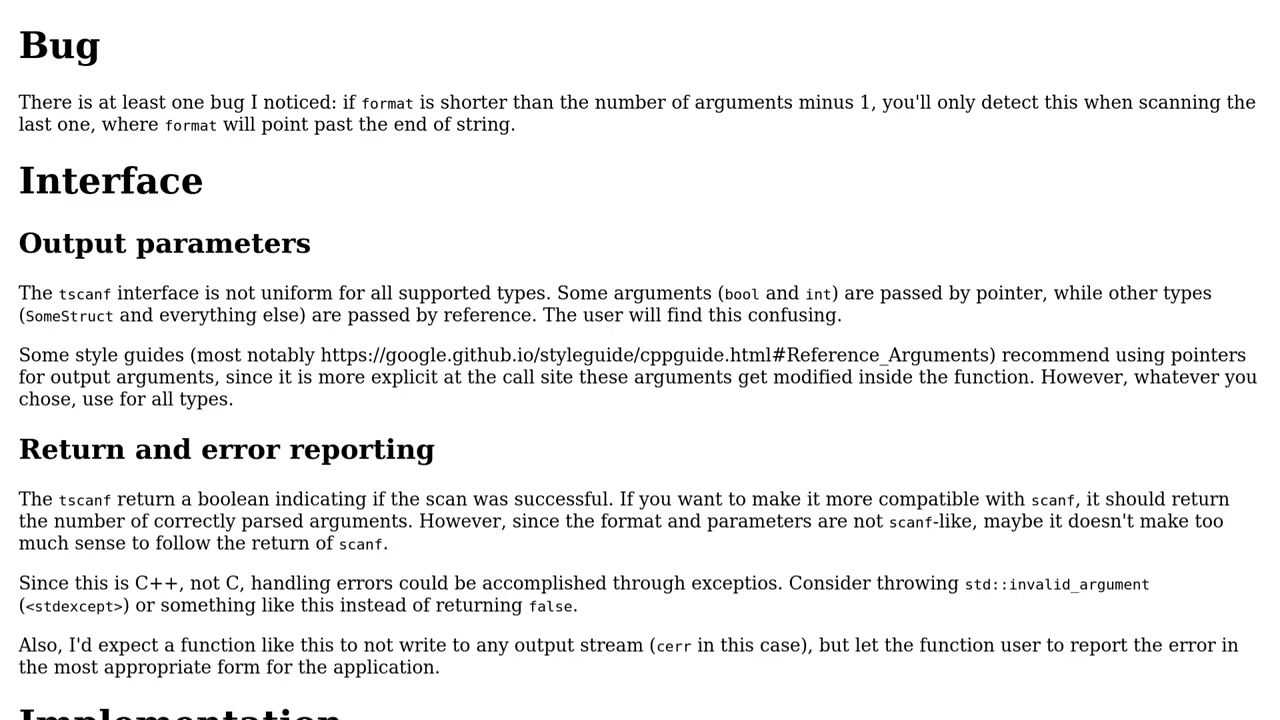 Bug
There is at least one bug I noticed: if format is shorter than the number of arguments minus 1, you'll only detect this when scanning the
last one, where format will point past the end of string.
Interface
Output parameters
The tscanf interface is not uniform for all supported types. Some arguments (bool and int) are passed by pointer, while other types
(SomeStruct and everything else) are passed by reference. The user will find this confusing.
Some style guides (most notably https://google.github.io/styleguide/cppguide.html#Reference_Arguments) recommend using pointers
for output arguments, since it is more explicit at the call site these arguments get modified inside the function. However, whatever you
chose, use for all types.
Return and error reporting
The tscanf return a boolean indicating if the scan was successful. If you want to make it more compatible with scanf, it should return
the number of correctly parsed arguments. However, since the format and parameters are not scanf-like, maybe it doesn't make too
much sense to follow the return of scanf.
Since this is C++, not C, handling errors could be accomplished through exceptios. Consider throwing std::invalid_argument
(<stdexcept>) or something like this instead of returning false.
Also, I'd expect a function like this to not write to any output stream (cerr in this case), but let the function user to report the error in
the most appropriate form for the application.
Implementation